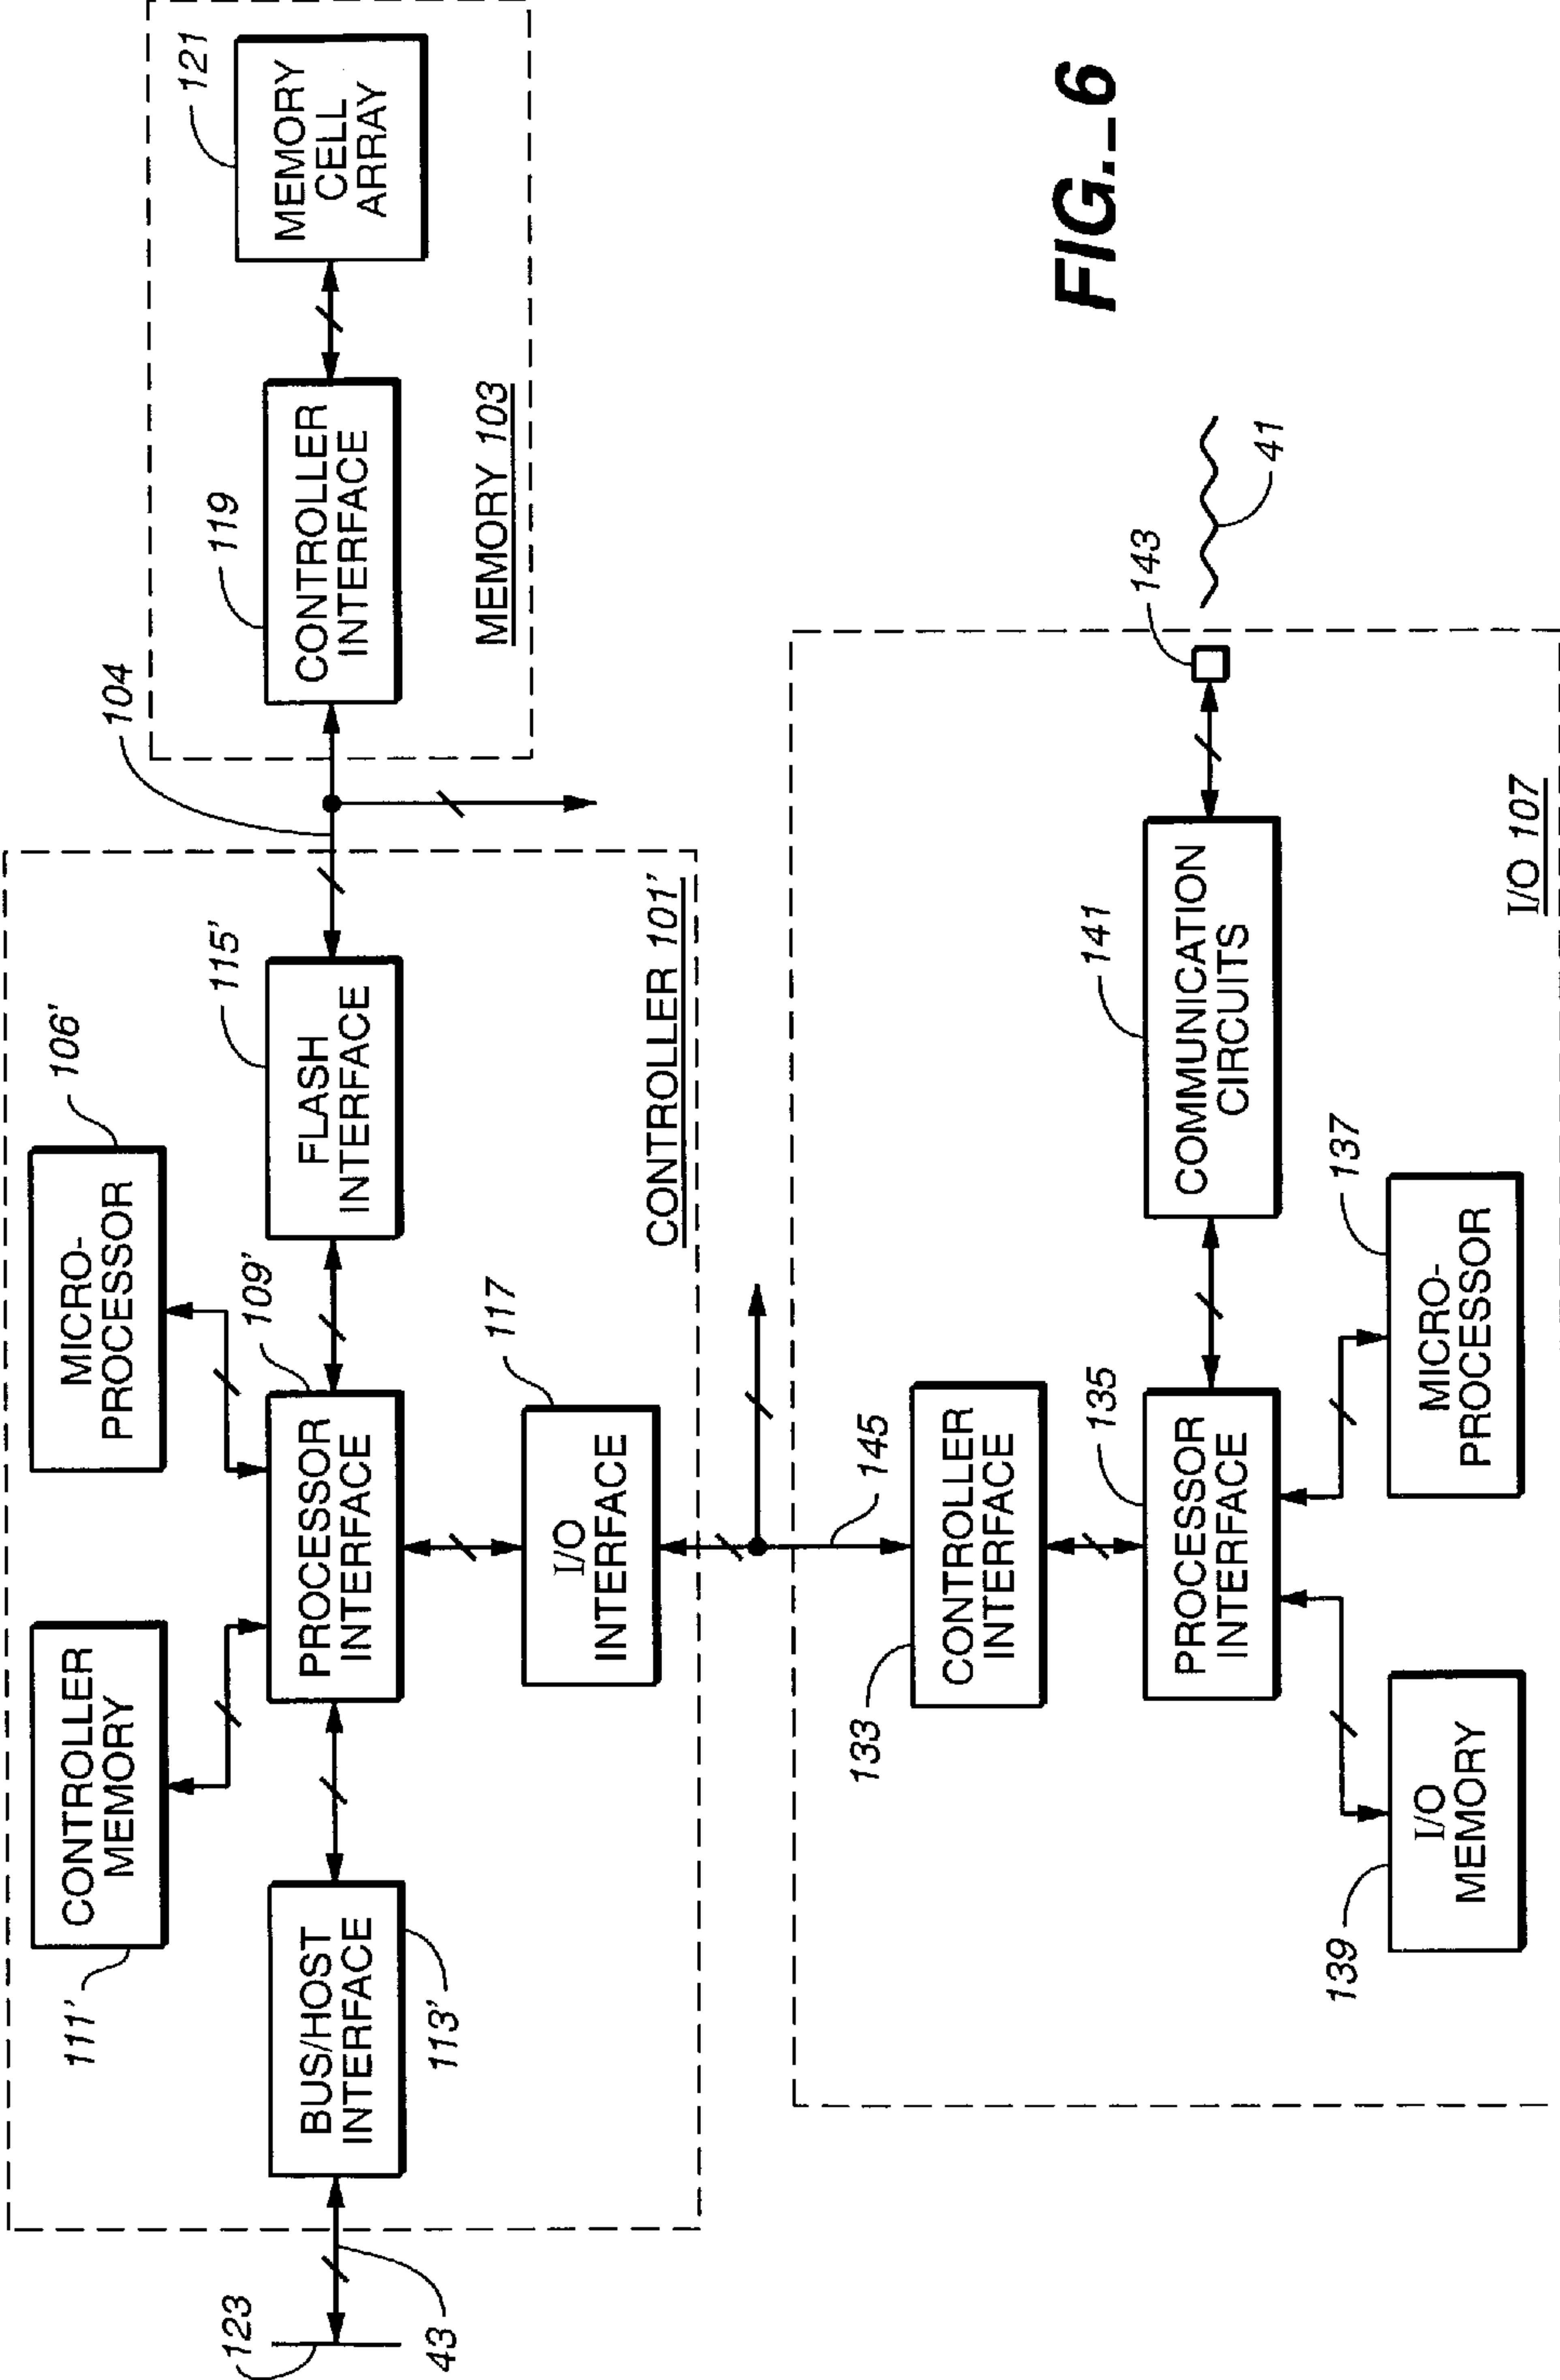 111'
CONTROLLER
MEMORY
MICRO-
PROCESSOR
106'
123
43
BUS/HOST
INTERFACE
113'
PROCESSOR
INTERFACE
109'
FLASH
INTERFACE
115'
104
119
CONTROLLER
INTERFACE
121
MEMORY
CELL
ARRAY
MEMORY 103
I/O
INTERFACE
117
CONTROLLER 101'
133
CONTROLLER
INTERFACE
145
PROCESSOR
INTERFACE
135
141
COMMUNICATION
CIRCUITS
143
41
139
I/O
MEMORY
MICRO-
PROCESSOR
137
I/O 107
FIG._6